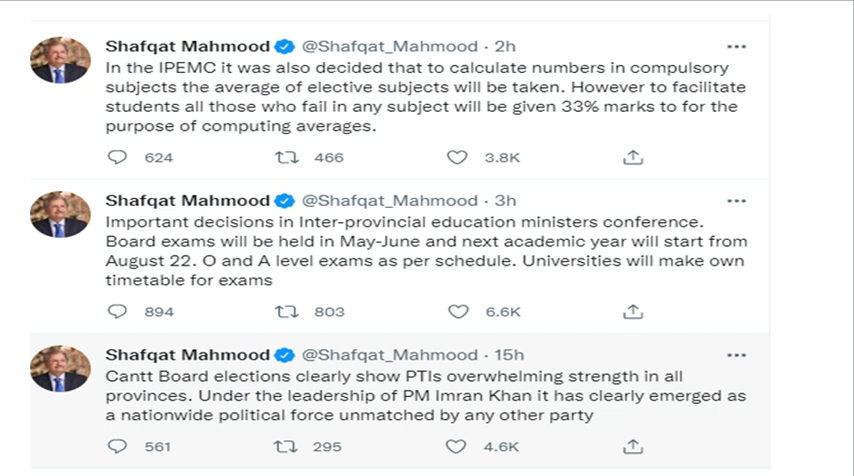 Shafqat Mahmood @Shafqat_Mahmood · 2h
In the IPEMC it was also decided that to calculate numbers in compulsory
subjects the average of elective subjects will be taken. However to facilitate
students all those who fail in any subject will be given 33% marks to for the
purpose of computing averages.
624 466 3.8K
Shafqat Mahmood @Shafqat_Mahmood · 3h
Important decisions in Inter-provincial education ministers conference.
Board exams will be held in May-June and next academic year will start from
August 22. O and A level exams as per schedule. Universities will make own
timetable for exams
894 803 6.6K
Shafqat Mahmood @Shafqat_Mahmood · 15h
Cantt Board elections clearly show PTIs overwhelming strength in all
provinces. Under the leadership of PM Imran Khan it has clearly emerged as
a nationwide political force unmatched by any other party
561 295 4.6K